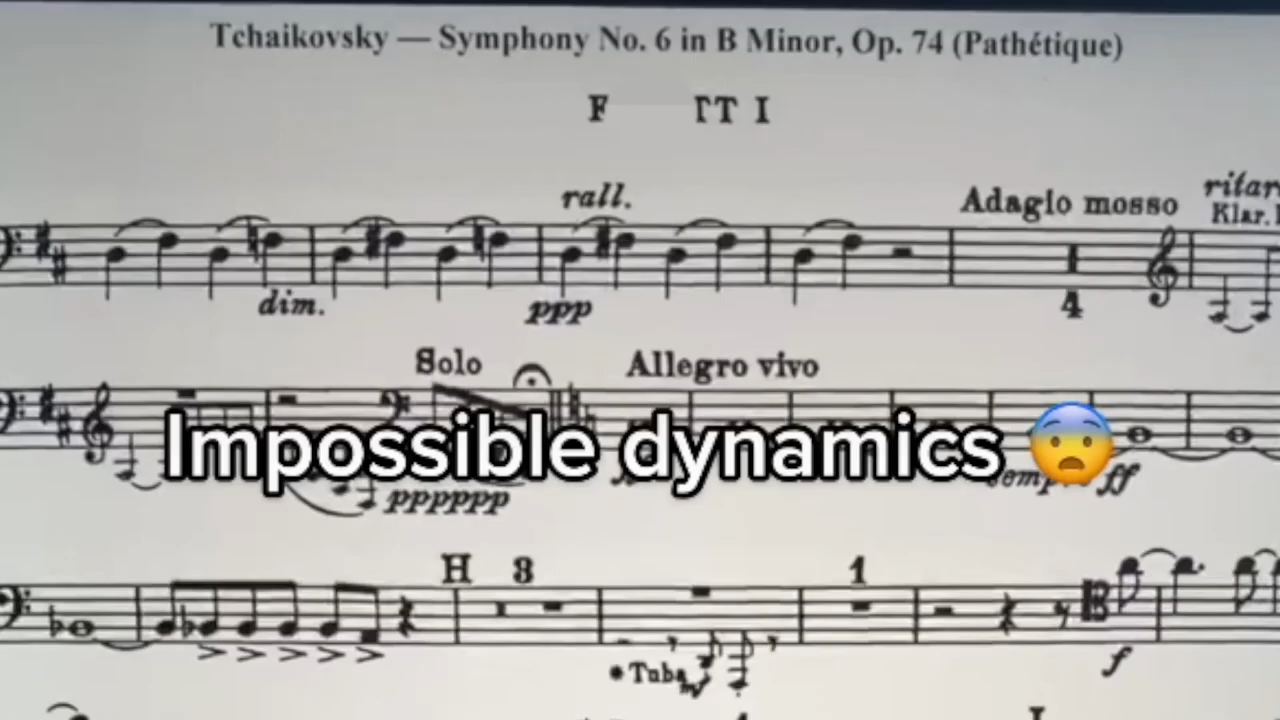 Tchaikovsky — Symphony No. 6 in B Minor, Op. 74 (Pathétique)
F TT I
rall.
Adagio mosso
dim.
ppp
4
Solo
Allegro vivo
Impossible dynamics 😨
pppppp
ff
H 3
1
Tuba
f